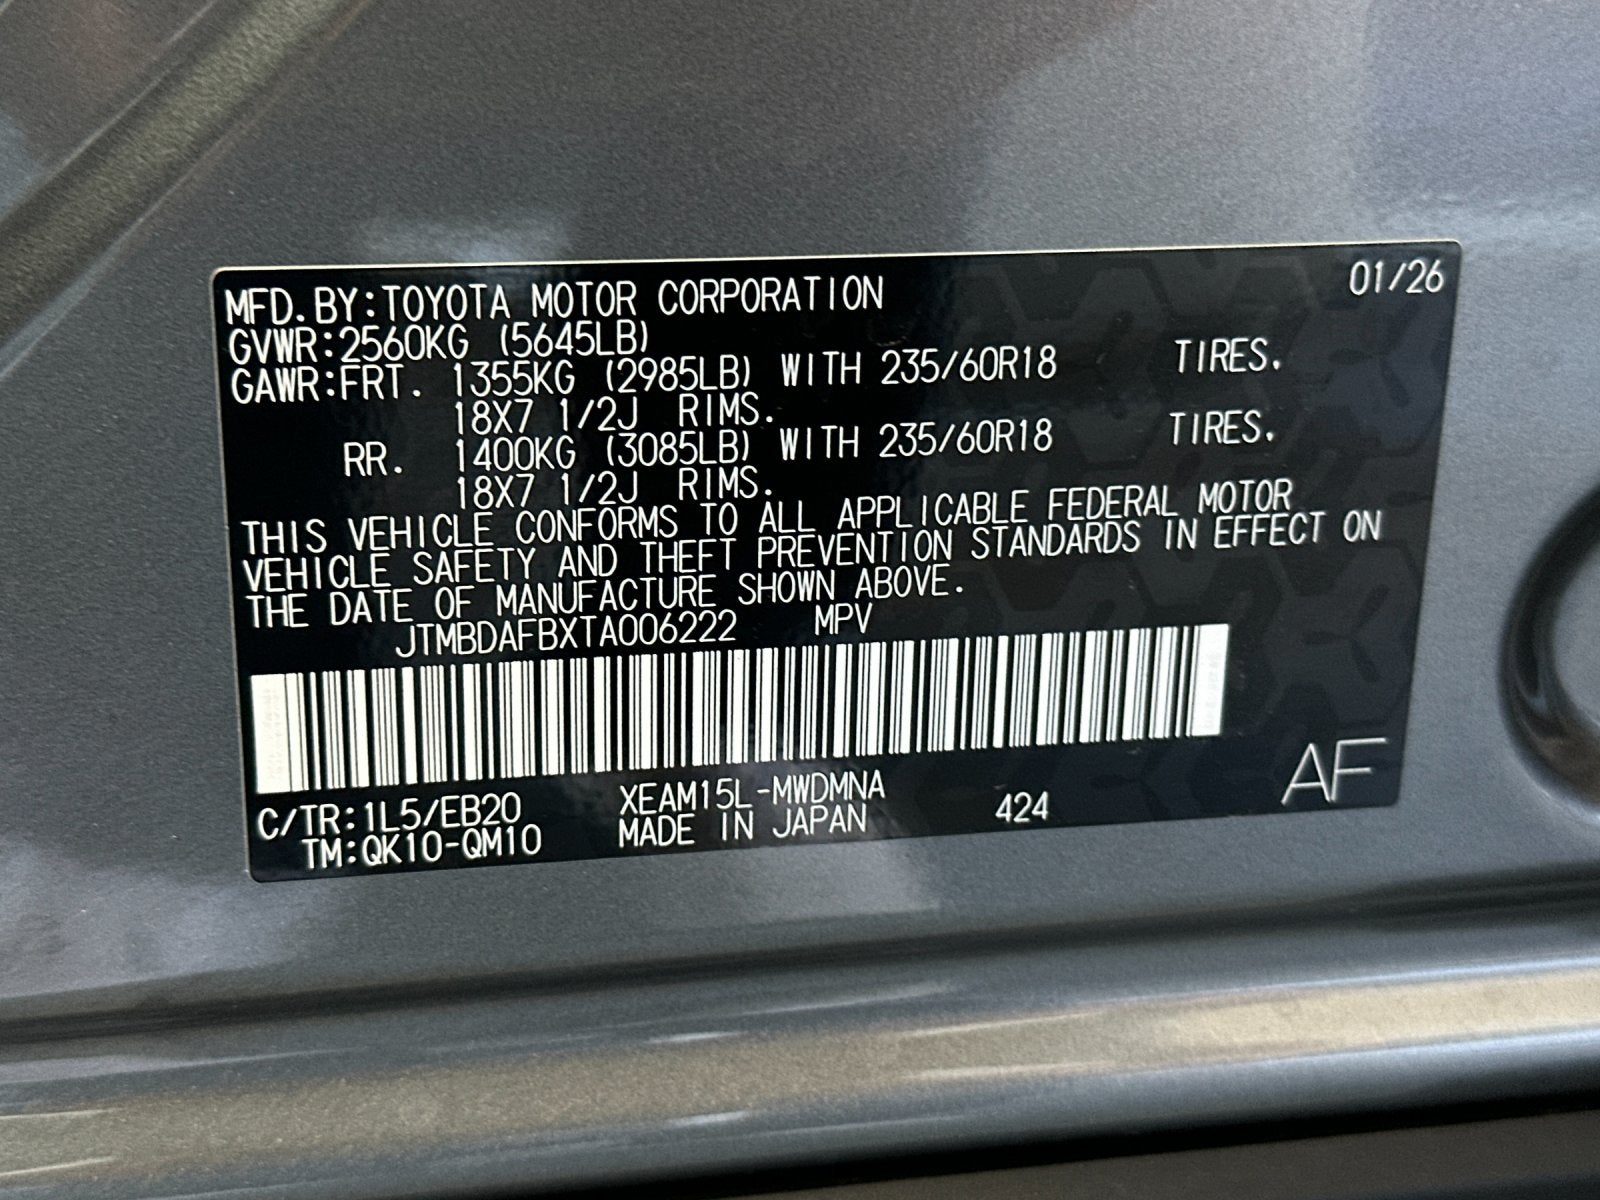 MFD.BY:TOYOTA MOTOR CORPORATION 01/26
GVWR:2560KG (5645LB)
GAWR:FRT. 1355KG (2985LB) WITH 235/60R18 TIRES.
18X7 1/2J RIMS.
RR. 1400KG (3085LB) WITH 235/60R18 TIRES.
18X7 1/2J RIMS.
THIS VEHICLE CONFORMS TO ALL APPLICABLE FEDERAL MOTOR
VEHICLE SAFETY AND THEFT PREVENTION STANDARDS IN EFFECT ON
THE DATE OF MANUFACTURE SHOWN ABOVE.
JTMBDAFBXTA006222 MPV
C/TR:1L5/EB20 XEAM15L-MWDMNA
TM:QK10-QM10 MADE IN JAPAN 424 AF